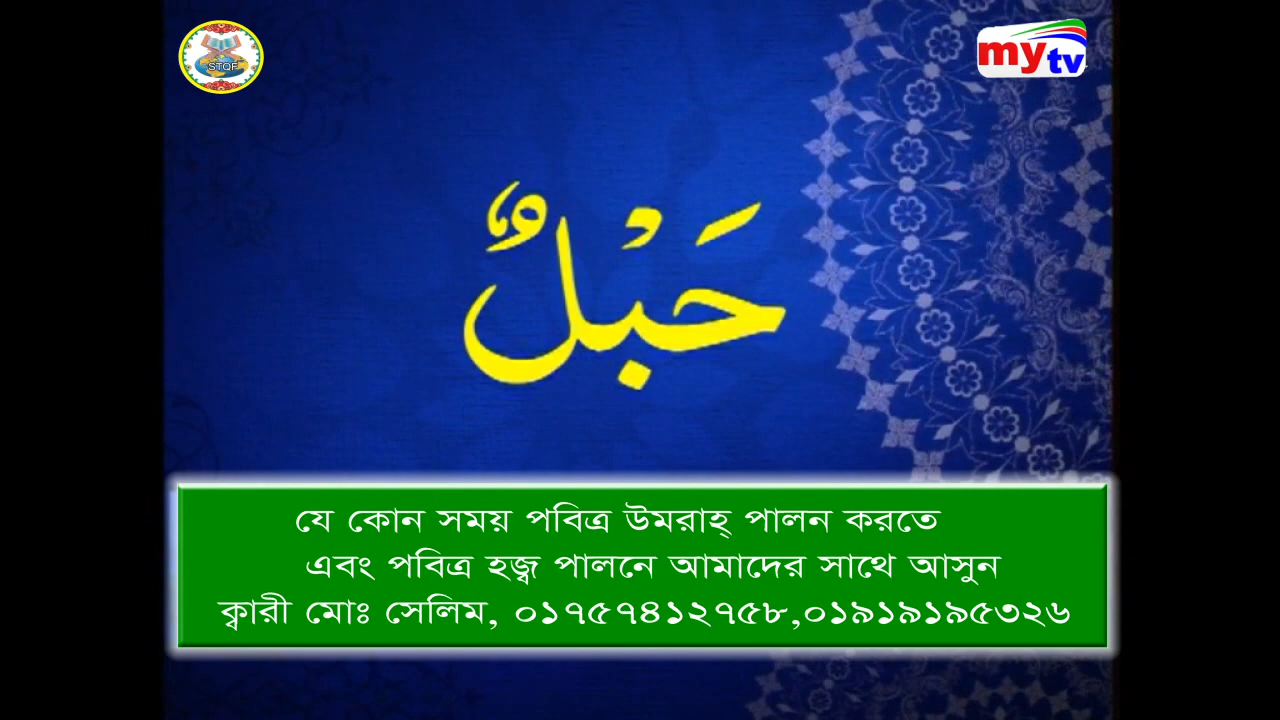 STQF
my tv
حَبْلٌ
যে কোন সময় পবিত্র উমরাহ্ পালন করতে
এবং পবিত্র হজ্ব পালনে আমাদের সাথে আসুন
ক্বারী মোঃ সেলিম, ০১৭৫৭৪১২৭৫৮,০১৯১৯১৯৫৩২৬